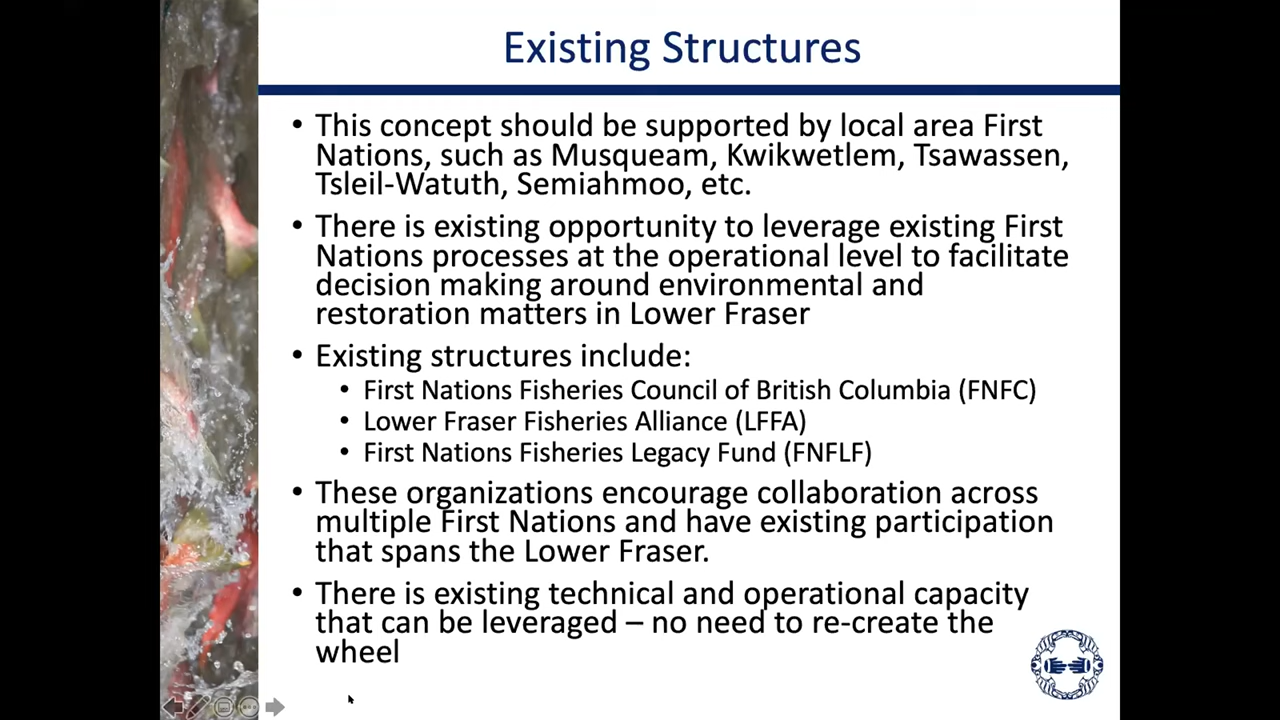 Existing Structures
• This concept should be supported by local area First
Nations, such as Musqueam, Kwikwetlem, Tsawassen,
Tsleil-Watuth, Semiahmoo, etc.
• There is existing opportunity to leverage existing First
Nations processes at the operational level to facilitate
decision making around environmental and
restoration matters in Lower Fraser
• Existing structures include:
• First Nations Fisheries Council of British Columbia (FNFC)
• Lower Fraser Fisheries Alliance (LFFA)
• First Nations Fisheries Legacy Fund (FNFLF)
• These organizations encourage collaboration across
multiple First Nations and have existing participation
that spans the Lower Fraser.
• There is existing technical and operational capacity
that can be leveraged – no need to re-create the
wheel